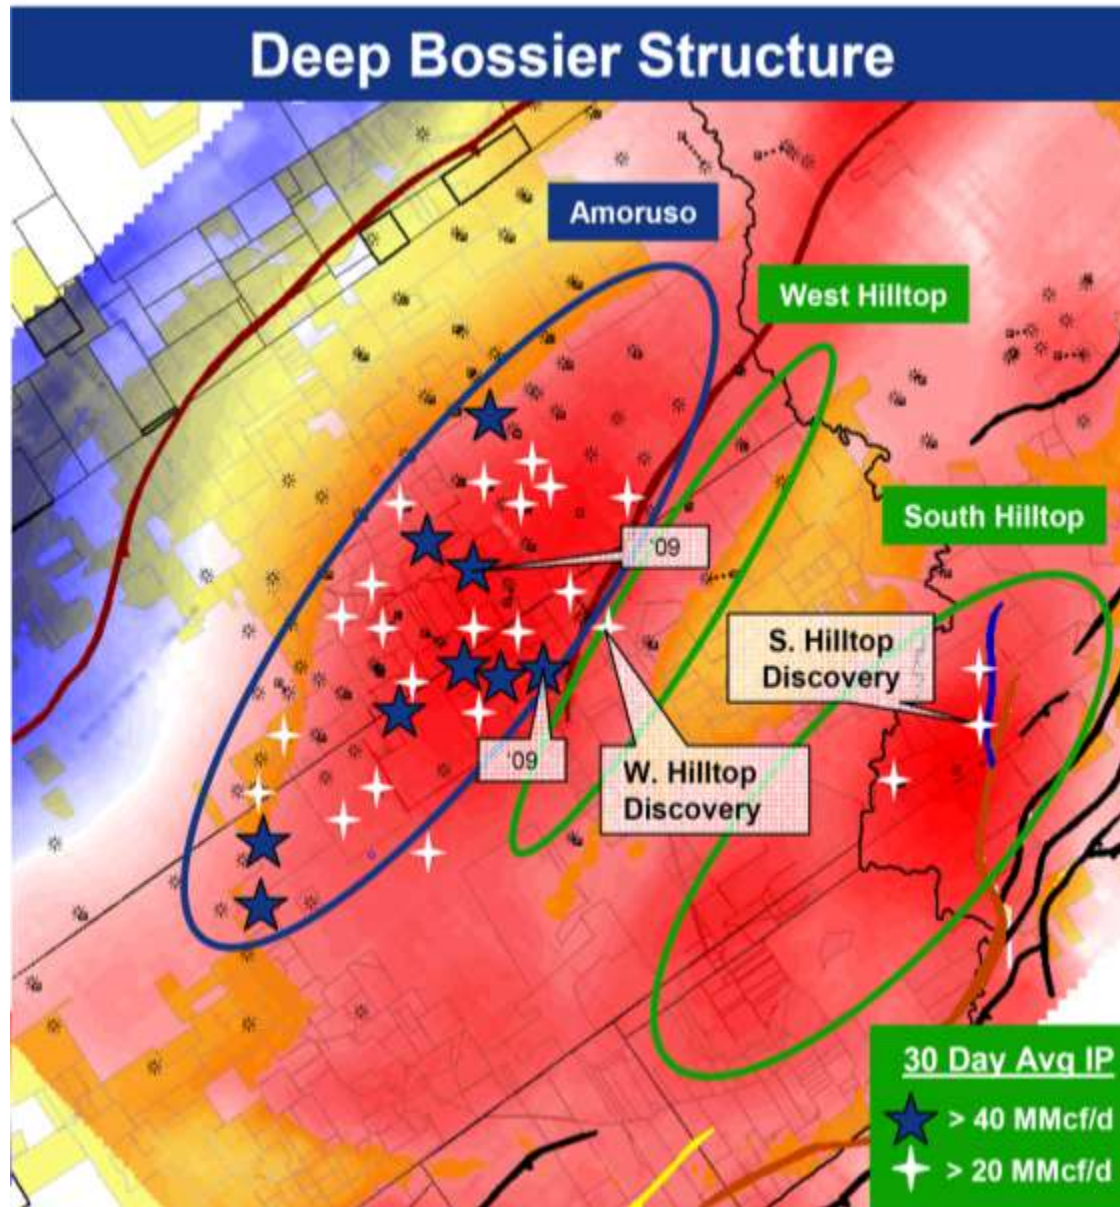 Deep Bossier Structure
Amoruso
West Hilltop
South Hilltop
'09
S. Hilltop
Discovery
'09
W. Hilltop
Discovery
30 Day Avg IP
> 40 MMcf/d
> 20 MMcf/d